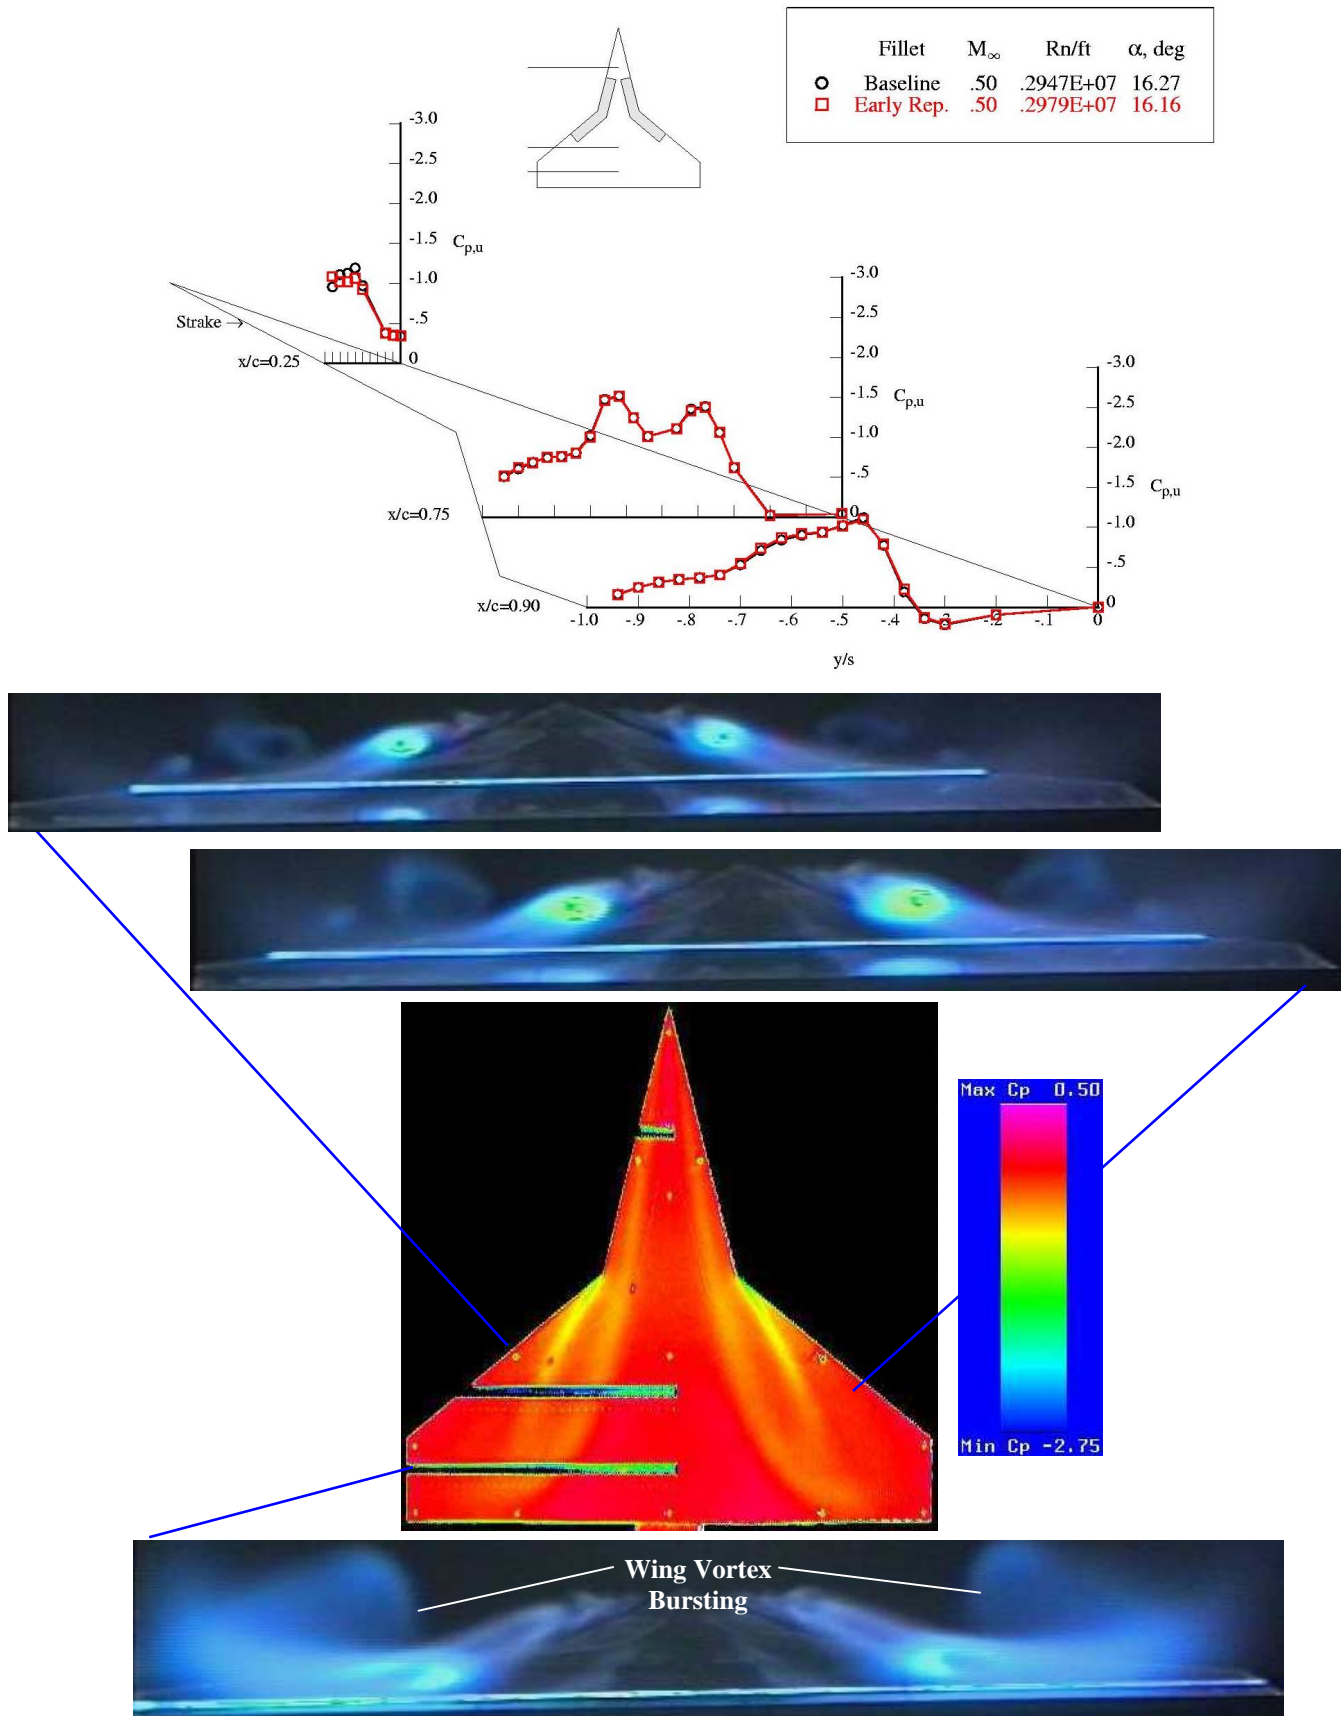 Fillet M∞ Rn/ft α, deg
Baseline .50 .2947E+07 16.27
Early Rep. .50 .2979E+07 16.16
-3.0
-2.5
-2.0
-1.5
Cp,u
-1.0
-.5
0
Strake →
x/c=0.25
-3.0
-2.5
-2.0
-1.5
Cp,u
-1.0
-.5
0
x/c=0.75
-3.0
-2.5
-2.0
-1.5
Cp,u
-1.0
-.5
0
x/c=0.90
-1.0 -.9 -.8 -.7 -.6 -.5 -.4 -.3 -.2 -.1 0
y/s
Max Cp 0.50
Min Cp -2.75
Wing Vortex
Bursting